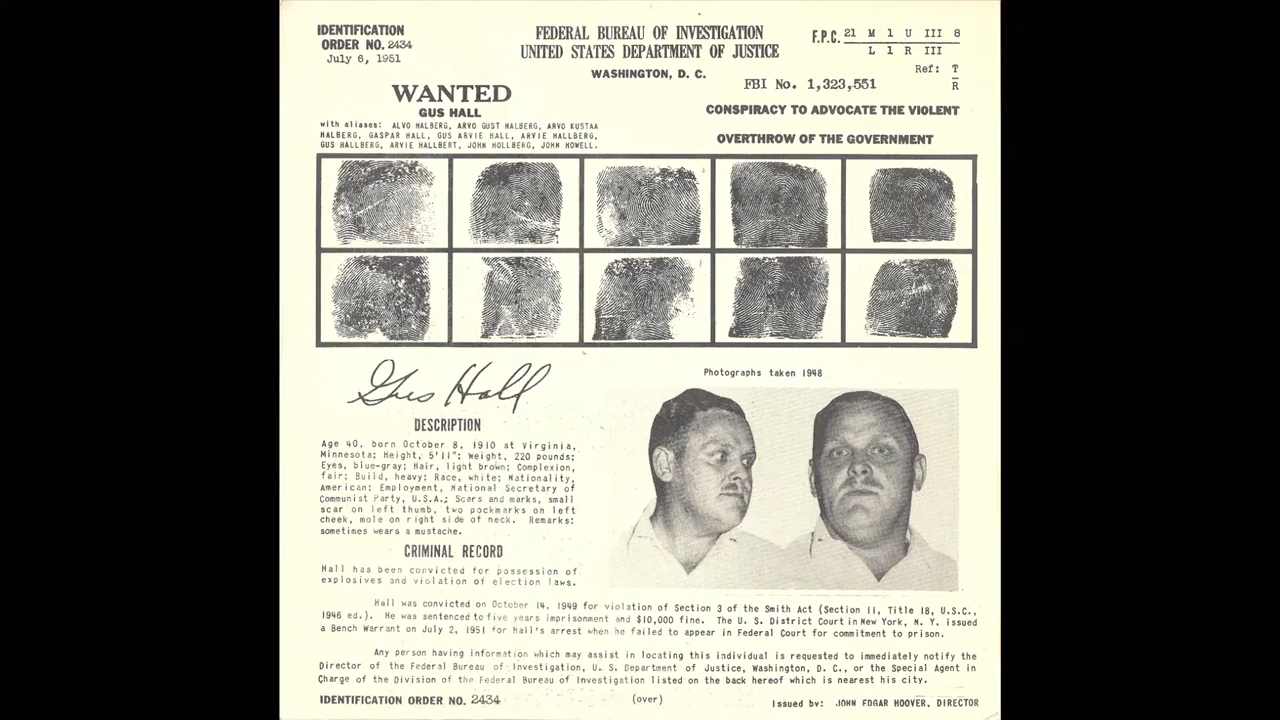 IDENTIFICATION
ORDER NO. 2434
July 6, 1951
FEDERAL BUREAU OF INVESTIGATION
UNITED STATES DEPARTMENT OF JUSTICE
WASHINGTON, D. C.
F.P.C. 21 M 1 U III 8
L 1 R III
Ref: T
R
FBI No. 1,323,551
WANTED
GUS HALL
CONSPIRACY TO ADVOCATE THE VIOLENT
OVERTHROW OF THE GOVERNMENT
with aliases: ALVO HALBERG, ARVO GUST HALBERG, ARVO KUSTAA
HALBERG, GASPAR HALL, GUS ARVIE HALL, ARVIE HALLBERG,
GUS HALLBERG, ARVIE HALLBERT, JOHN HOLLBERG, JOHN HOWELL.
Gus Hall
Photographs taken 1948
DESCRIPTION
Age 40, born October 8, 1910 at Virginia,
Minnesota; Height, 5'11"; Weight, 220 pounds;
Eyes, blue-gray; Hair, light brown; Complexion,
fair; Build, heavy; Race, white; Nationality,
American; Employment, National Secretary of
Communist Party, U.S.A.; Scars and marks, small
scar on left thumb, two pockmarks on left
cheek, mole on right side of neck. Remarks:
sometimes wears a mustache.
CRIMINAL RECORD
Hall has been convicted for possession of
explosives and violation of election laws.
Hall was convicted on October 14, 1949 for violation of Section 3 of the Smith Act (Section 11, Title 18, U.S.C.,
1946 ed.). He was sentenced to five years imprisonment and $10,000 fine. The U. S. District Court in New York, N. Y. issued
a Bench Warrant on July 2, 1951 for Hall's arrest when he failed to appear in Federal Court for commitment to prison.
Any person having information which may assist in locating this individual is requested to immediately notify the
Director of the Federal Bureau of Investigation, U. S. Department of Justice, Washington, D. C., or the Special Agent in
Charge of the Division of the Federal Bureau of Investigation listed on the back hereof which is nearest his city.
IDENTIFICATION ORDER NO. 2434
(over)
Issued by: JOHN EDGAR HOOVER, DIRECTOR